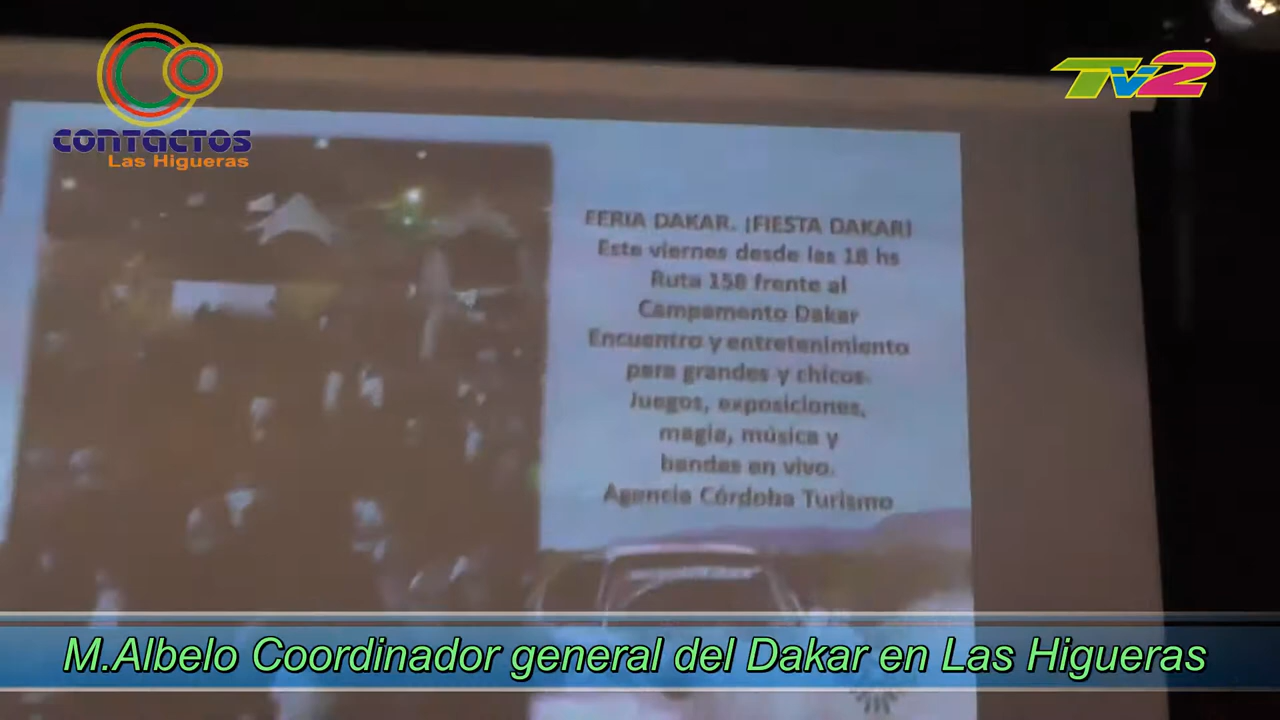 CONTACTOS
Las Higueras
Tv2
FERIA DAKAR. ¡FIESTA DAKAR!
Este viernes desde las 18 hs
Ruta 158 frente al
Campamento Dakar
Encuentro y entretenimiento
para grandes y chicos.
Juegos, exposiciones,
magia, música y
bandas en vivo.
Agencia Córdoba Turismo
M.Albelo Coordinador general del Dakar en Las Higueras